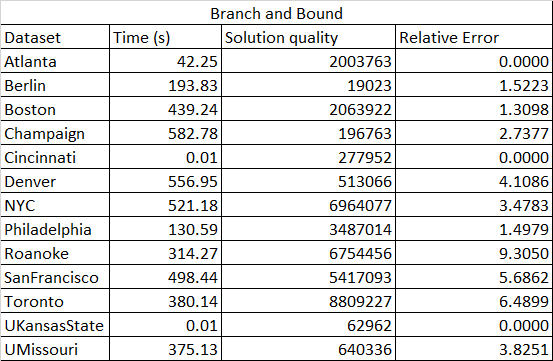 Branch and Bound
Dataset Time (s) Solution quality Relative Error
Atlanta 42.25 2003763 0.0000
Berlin 193.83 19023 1.5223
Boston 439.24 2063922 1.3098
Champaign 582.78 196763 2.7377
Cincinnati 0.01 277952 0.0000
Denver 556.95 513066 4.1086
NYC 521.18 6964077 3.4783
Philadelphia 130.59 3487014 1.4979
Roanoke 314.27 6754456 9.3050
SanFrancisco 498.44 5417093 5.6862
Toronto 380.14 8809227 6.4899
UKansasState 0.01 62962 0.0000
UMissouri 375.13 640336 3.8251